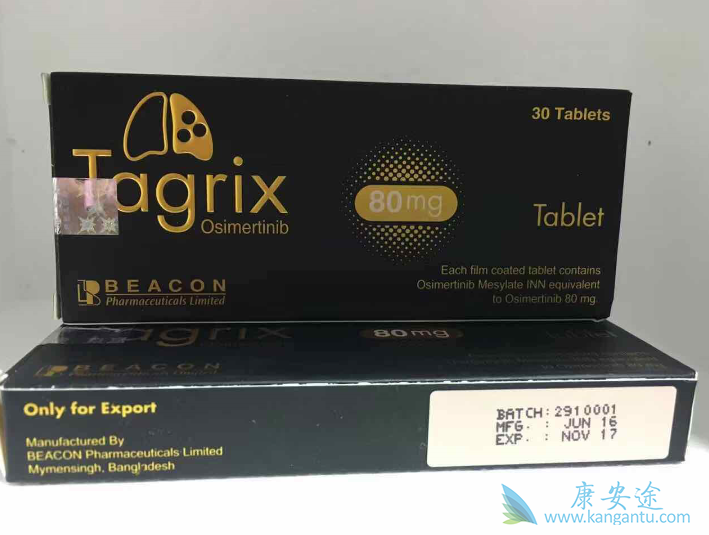 30 Tablets
Tagrix
Osimertinib
80mg
Tablet
Each film coated tablet contains
Osimertinib Mesylate INN equivalent
to Osimertinib 80 mg.
BEACON
Pharmaceuticals Limited
Tagrix
80mg
Tablet
BEACON
Only for Export
Manufactured By
BEACON Pharmaceuticals Limited
Mymensingh, Bangladesh
BATCH:2910001
MFG. : JUN 16
EXP. : NOV 17
康安途
www.kangantu.com